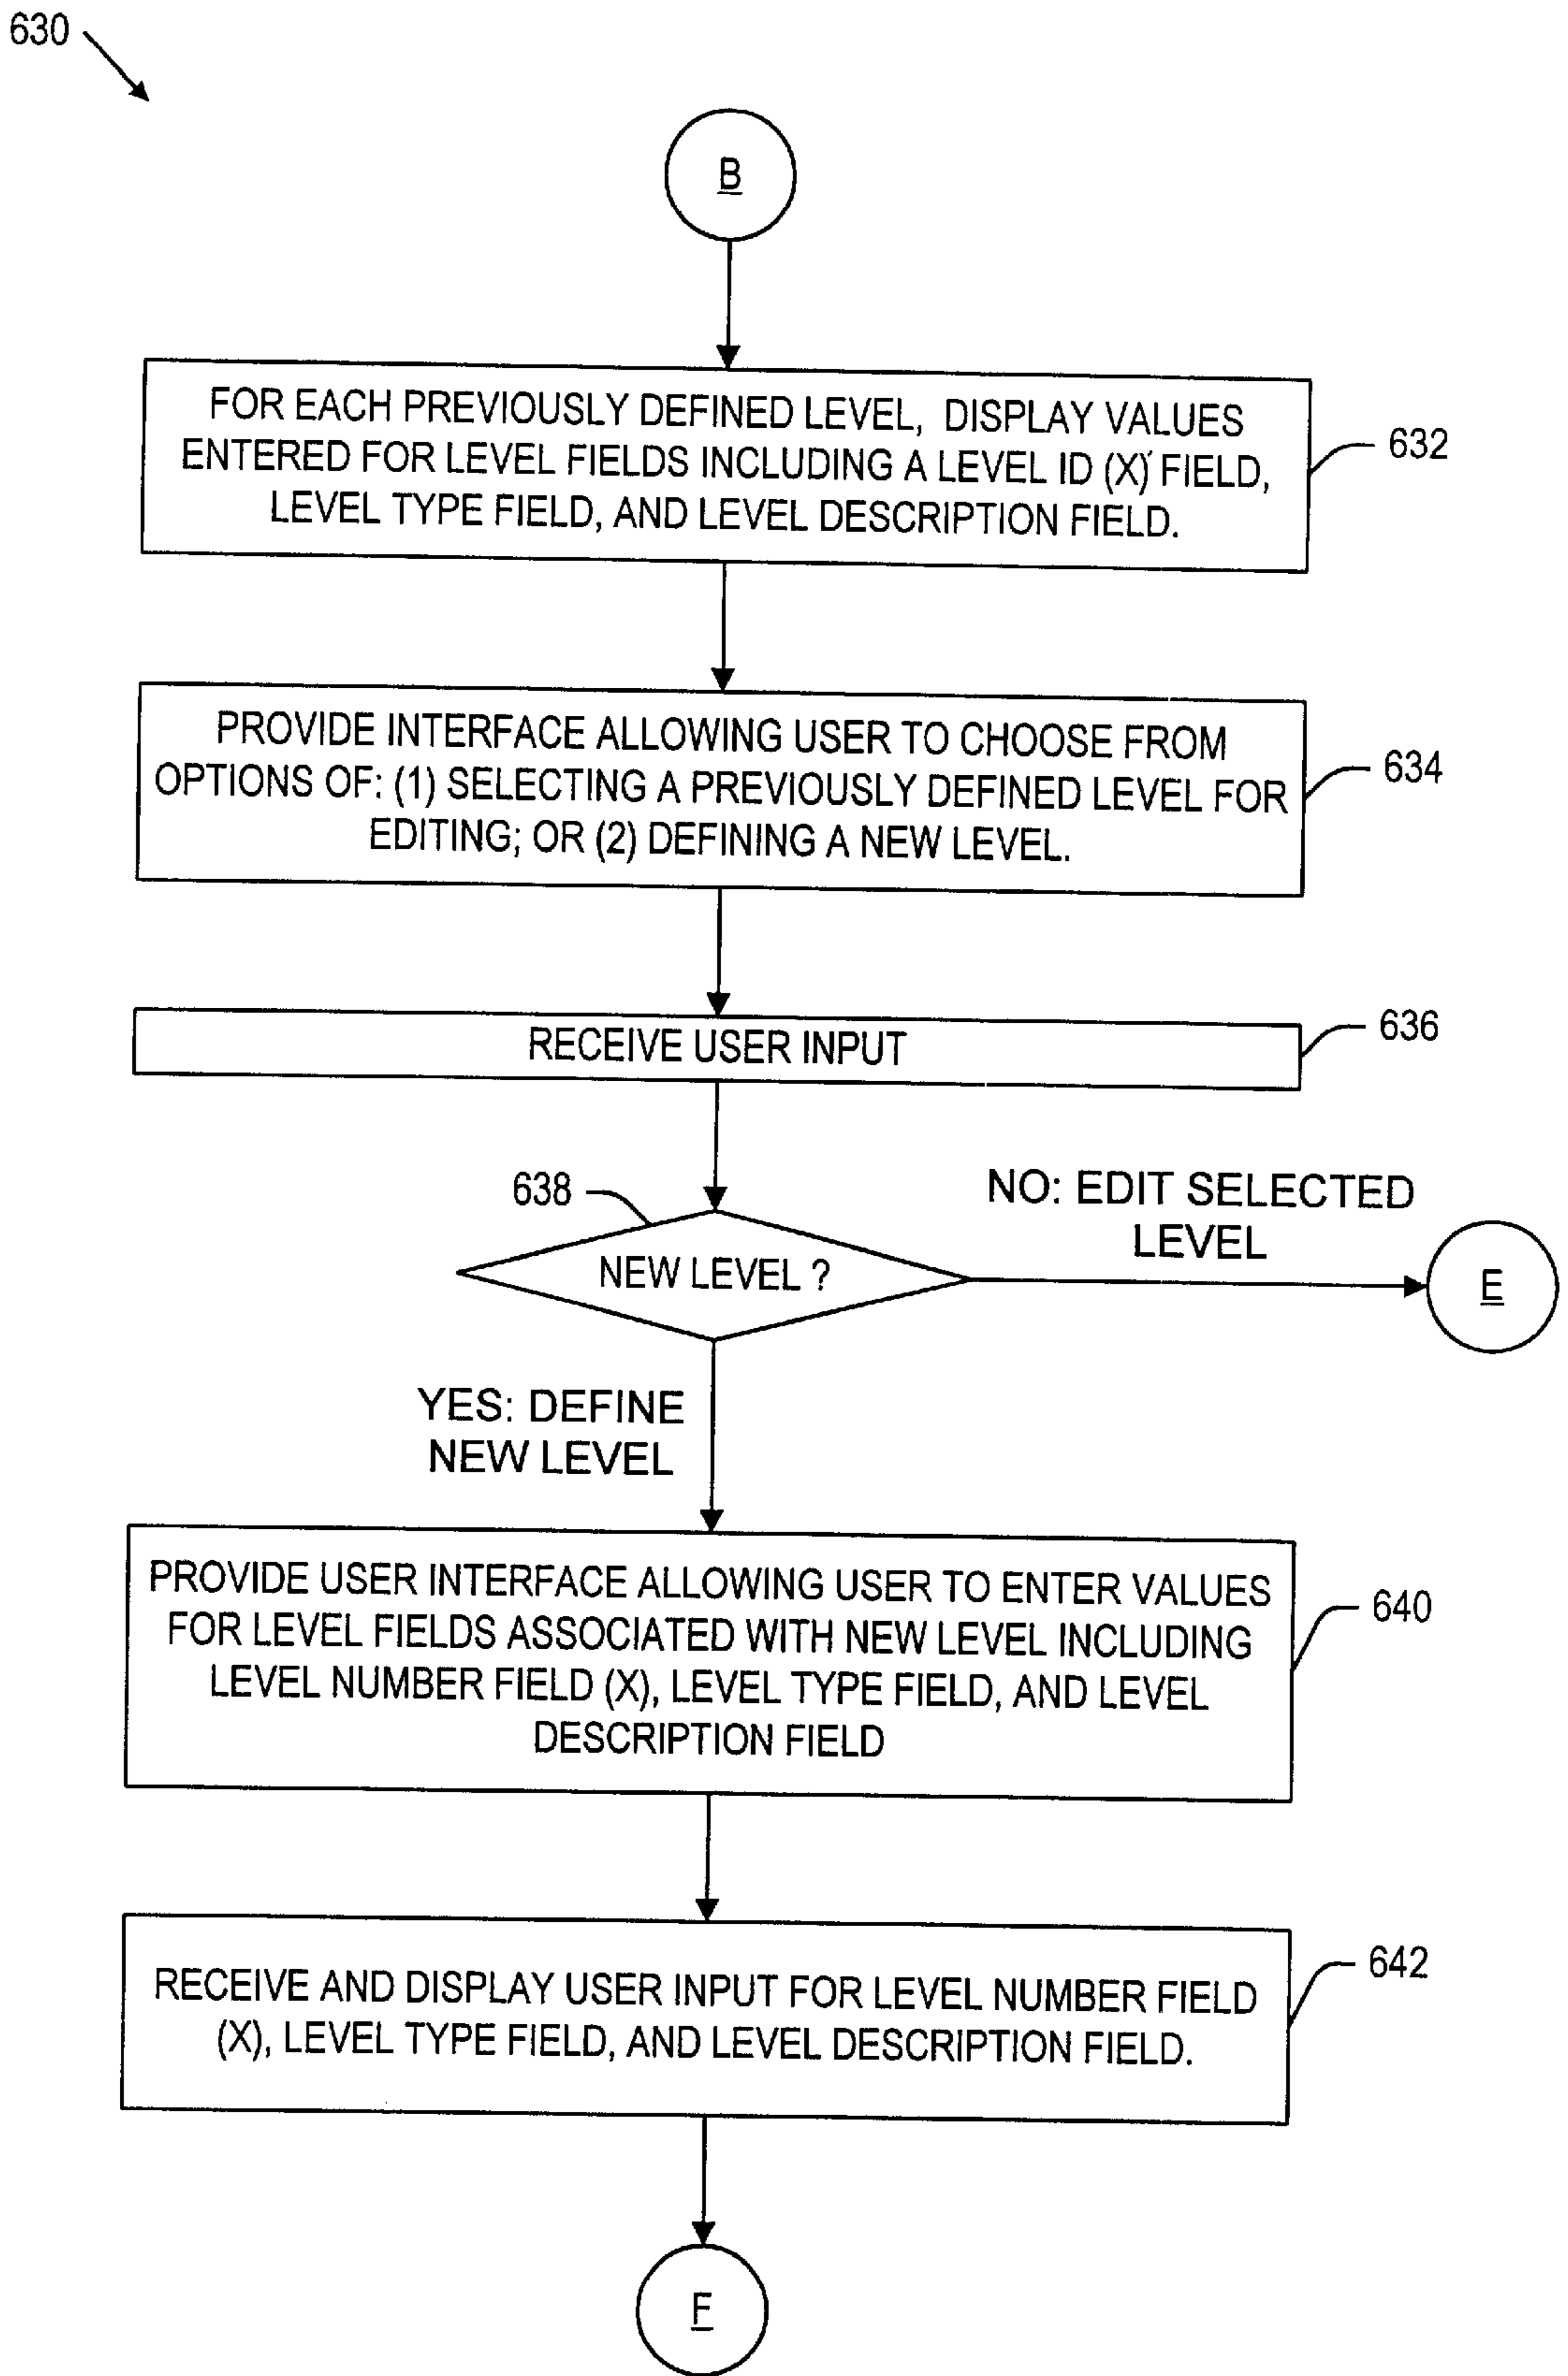 630
B
FOR EACH PREVIOUSLY DEFINED LEVEL, DISPLAY VALUES
ENTERED FOR LEVEL FIELDS INCLUDING A LEVEL ID (X) FIELD,
LEVEL TYPE FIELD, AND LEVEL DESCRIPTION FIELD.
632
PROVIDE INTERFACE ALLOWING USER TO CHOOSE FROM
OPTIONS OF: (1) SELECTING A PREVIOUSLY DEFINED LEVEL FOR
EDITING; OR (2) DEFINING A NEW LEVEL.
634
RECEIVE USER INPUT
636
638
NEW LEVEL ?
NO: EDIT SELECTED
LEVEL
E
YES: DEFINE
NEW LEVEL
PROVIDE USER INTERFACE ALLOWING USER TO ENTER VALUES
FOR LEVEL FIELDS ASSOCIATED WITH NEW LEVEL INCLUDING
LEVEL NUMBER FIELD (X), LEVEL TYPE FIELD, AND LEVEL
DESCRIPTION FIELD
640
RECEIVE AND DISPLAY USER INPUT FOR LEVEL NUMBER FIELD
(X), LEVEL TYPE FIELD, AND LEVEL DESCRIPTION FIELD.
642
F